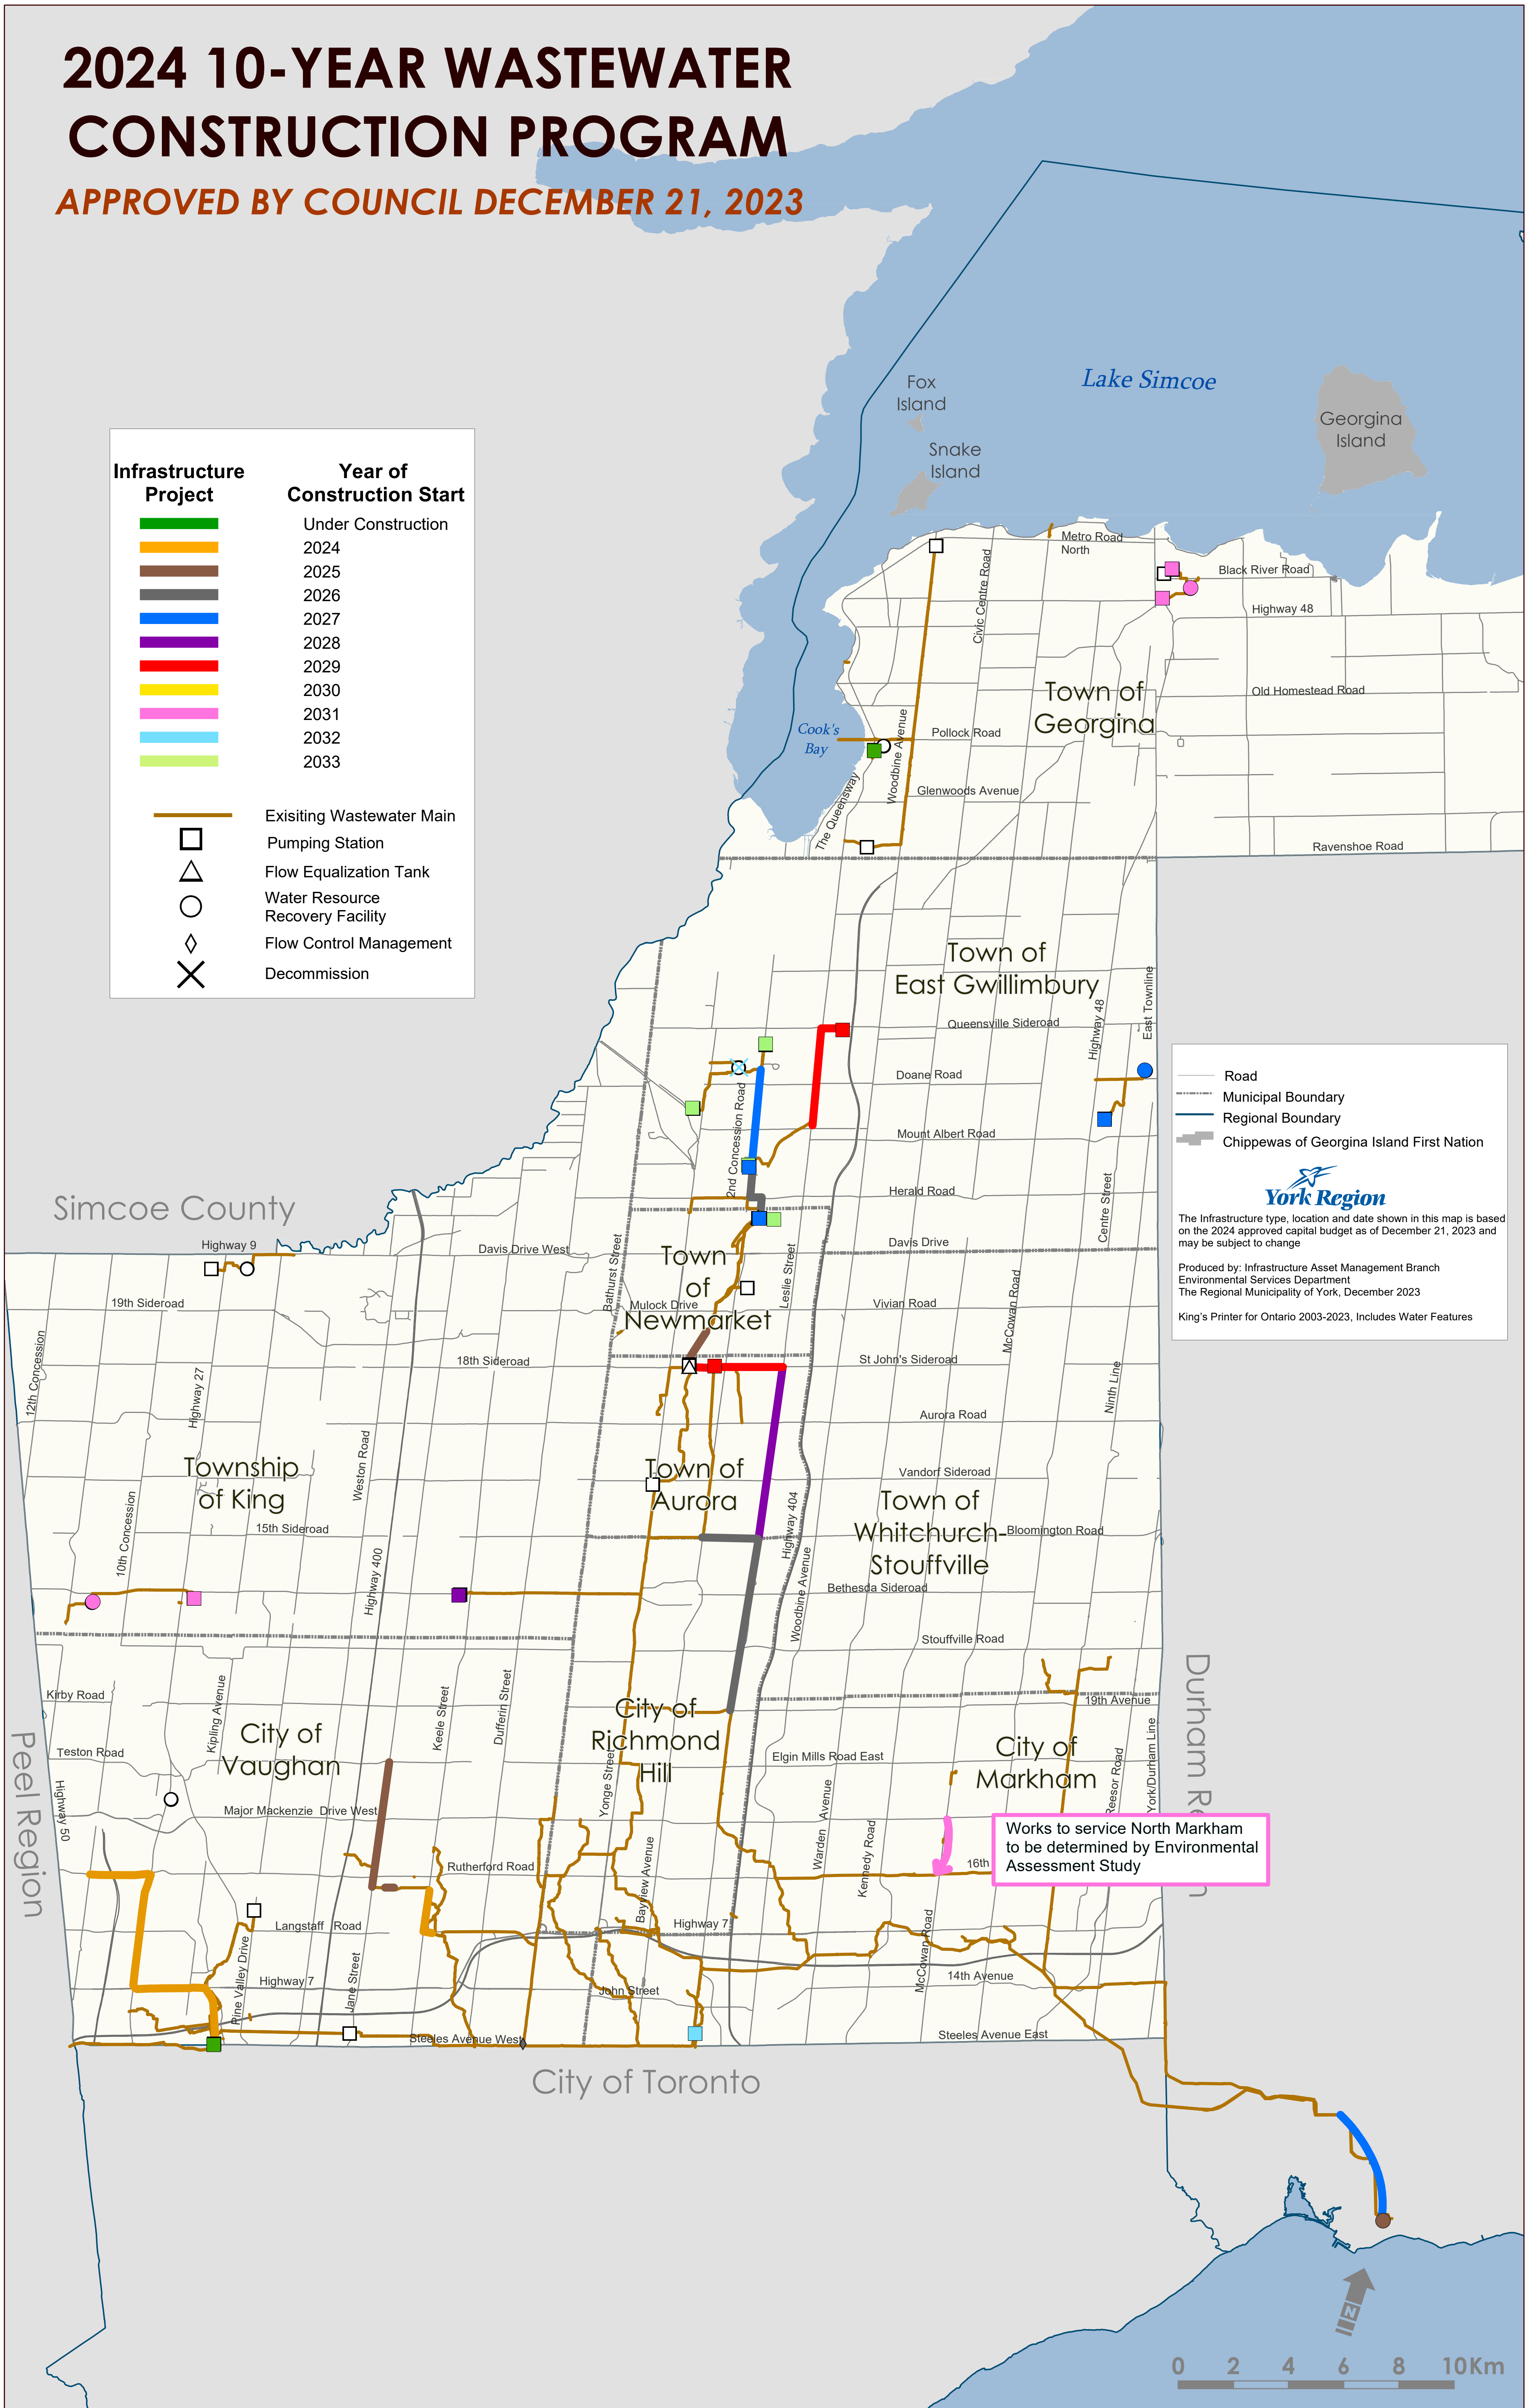 2024 10-YEAR WASTEWATER
CONSTRUCTION PROGRAM
APPROVED BY COUNCIL DECEMBER 21, 2023
Infrastructure
Project
Year of
Construction Start
Under Construction
2024
2025
2026
2027
2028
2029
2030
2031
2032
2033
Exisiting Wastewater Main
Pumping Station
Flow Equalization Tank
Water Resource
Recovery Facility
Flow Control Management
Decommission
Lake Simcoe
Fox
Island
Snake
Island
Georgina
Island
Metro Road
North
Black River Road
Civic Centre Road
Highway 48
Old Homestead Road
Town of
Georgina
Cook's
Bay
Woodbine Avenue
Pollock Road
The Queensway
Glenwoods Avenue
Ravenshoe Road
Town of
East Gwillimbury
East Townline
Highway 48
Queensville Sideroad
Doane Road
2nd Concession Road
Mount Albert Road
Centre Street
Herald Road
Road
Municipal Boundary
Regional Boundary
Chippewas of Georgina Island First Nation
York Region
The Infrastructure type, location and date shown in this map is based
on the 2024 approved capital budget as of December 21, 2023 and
may be subject to change
Produced by: Infrastructure Asset Management Branch
Environmental Services Department
The Regional Municipality of York, December 2023
King's Printer for Ontario 2003-2023, Includes Water Features
Simcoe County
Highway 9
Davis Drive West
Davis Drive
Town
of
Newmarket
Bathurst Street
Leslie Street
Mulock Drive
19th Sideroad
Vivian Road
McCowan Road
12th Concession
Highway 27
18th Sideroad
St John's Sideroad
Ninth Line
Aurora Road
Weston Road
Township
of King
Town of
Aurora
Vandorf Sideroad
Town of
Whitchurch-
Stouffville
10th Concession
15th Sideroad
Highway 404
Bloomington Road
Highway 400
Bethesda Sideroad
Woodbine Avenue
Stouffville Road
Kirby Road
Kipling Avenue
Keele Street
Dufferin Street
19th Avenue
City of
Vaughan
City of
Richmond
Hill
City of
Markham
Durham Re
n
Peel Region
Teston Road
Elgin Mills Road East
Yonge Street
Highway 50
Major Mackenzie Drive West
Warden Avenue
Kennedy Road
Reesor Road
York/Durham Line
Works to service North Markham
to be determined by Environmental
Assessment Study
Rutherford Road
Bayview Avenue
16th
Langstaff Road
Highway 7
McCowan Road
Pine Valley Drive
Highway 7
Jane Street
John Street
14th Avenue
Steeles Avenue West
Steeles Avenue East
City of Toronto
N
0 2 4 6 8 10Km